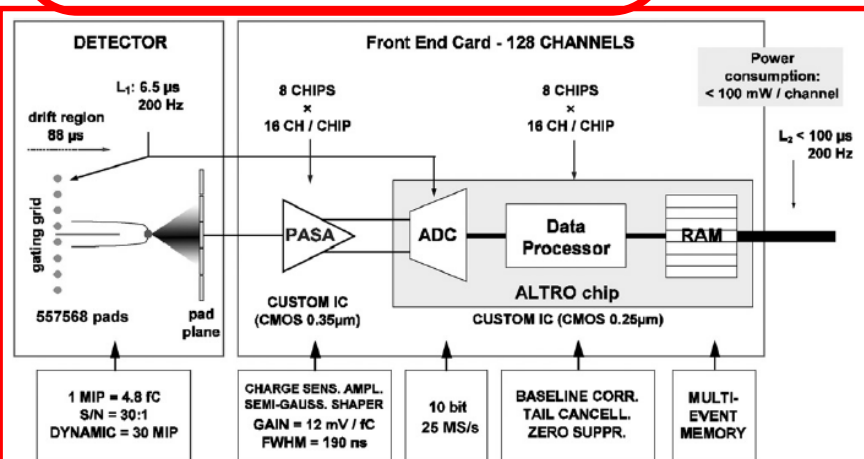 DETECTOR
Front End Card - 128 CHANNELS
Power
consumption:
< 100 mW / channel
L1: 6.5 µs
200 Hz
drift region
88 µs
8 CHIPS
×
16 CH / CHIP
8 CHIPS
×
16 CH / CHIP
L2 < 100 µs
200 Hz
gating grid
PASA
ADC
Data
Processor
RAM
ALTRO chip
557568 pads
pad
plane
CUSTOM IC
(CMOS 0.35µm)
CUSTOM IC (CMOS 0.25µm)
1 MIP = 4.8 fC
S/N = 30:1
DYNAMIC = 30 MIP
CHARGE SENS. AMPL.
SEMI-GAUSS. SHAPER
GAIN = 12 mV / fC
FWHM = 190 ns
10 bit
25 MS/s
BASELINE CORR.
TAIL CANCELL.
ZERO SUPPR.
MULTI-
EVENT
MEMORY